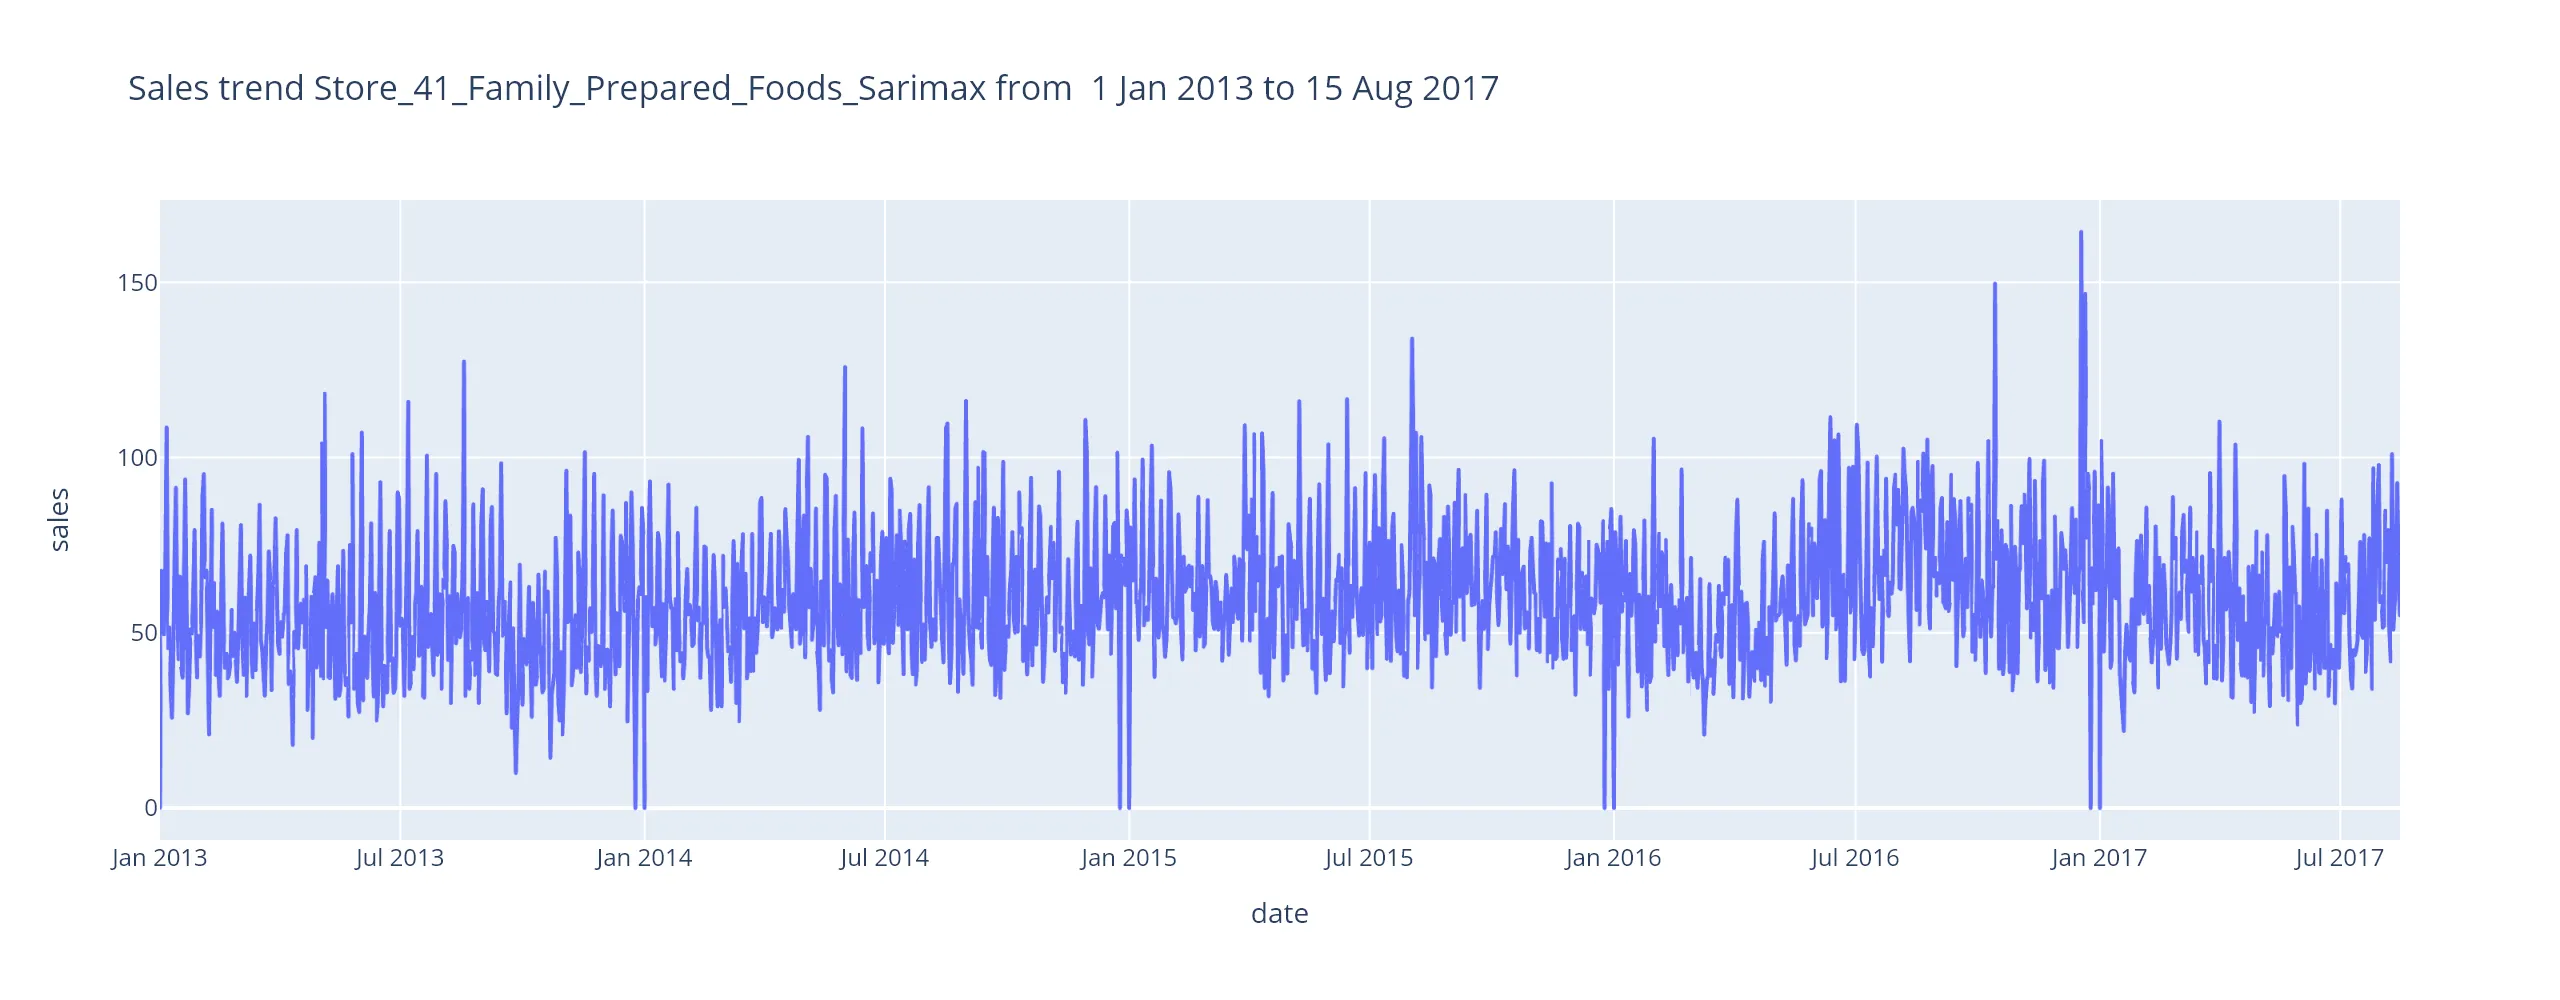 Sales trend Store_41_Family_Prepared_Foods_Sarimax from  1 Jan 2013 to 15 Aug 2017
sales
150
100
50
0
Jan 2013 Jul 2013 Jan 2014 Jul 2014 Jan 2015 Jul 2015 Jan 2016 Jul 2016 Jan 2017 Jul 2017
date